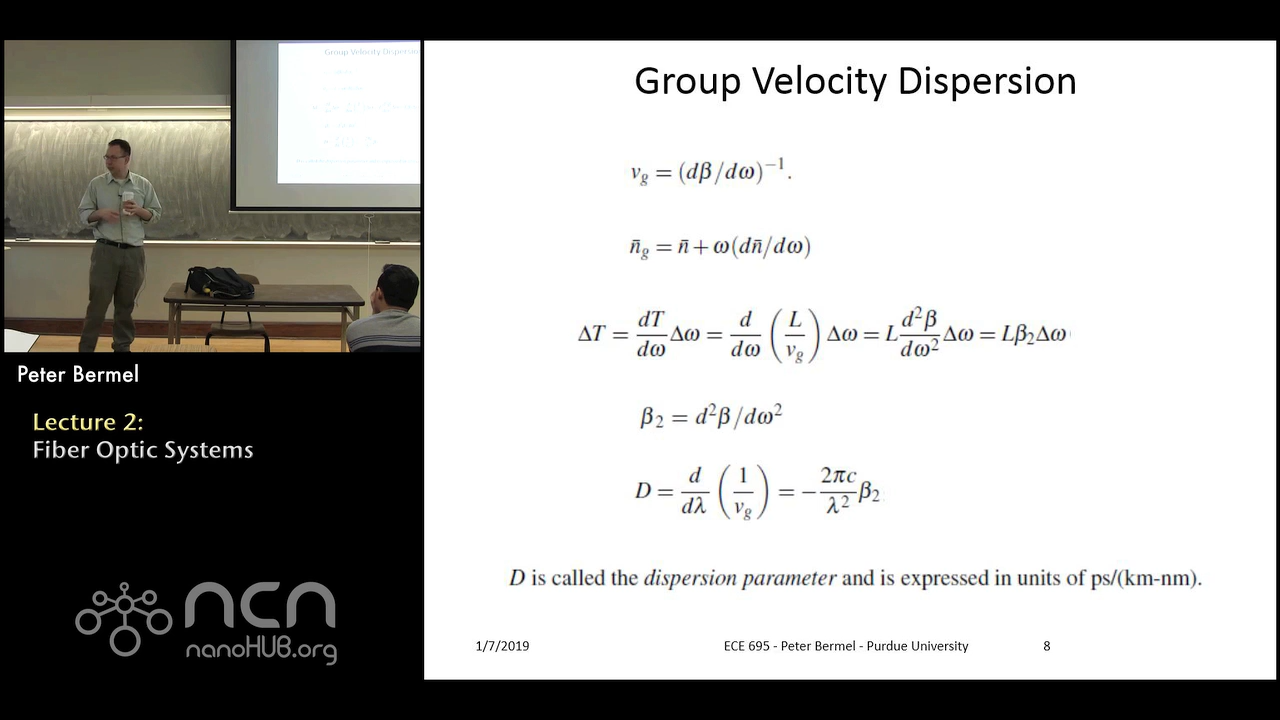 Group Velocity Dispersion
Group Velocity Dispersion
v_g = (dβ/dω)⁻¹.
n̄_g = n̄ + ω(dn̄/dω)
ΔT = dT/dω Δω = d/dω (L/v_g) Δω = L d²β/dω² Δω = Lβ₂Δω
β₂ = d²β/dω²
D = d/dλ (1/v_g) = − 2πc/λ² β₂
D is called the dispersion parameter and is expressed in units of ps/(km-nm).
1/7/2019 ECE 695 - Peter Bermel - Purdue University 8
Peter Bermel
Lecture 2:
Fiber Optic Systems
ncn
nanoHUB.org